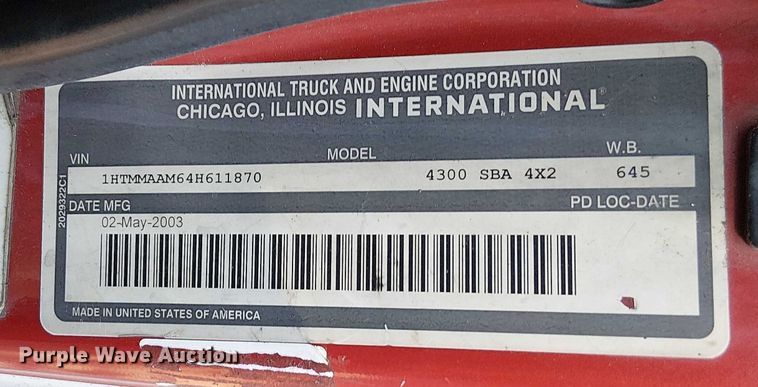 INTERNATIONAL TRUCK AND ENGINE CORPORATION
CHICAGO, ILLINOIS INTERNATIONAL®
VIN MODEL W.B.
1HTMMAAM64H611870 4300 SBA 4X2 645
DATE MFG PD LOC-DATE
02-May-2003
MADE IN UNITED STATES OF AMERICA
2029322C1
Purple Wave Auction